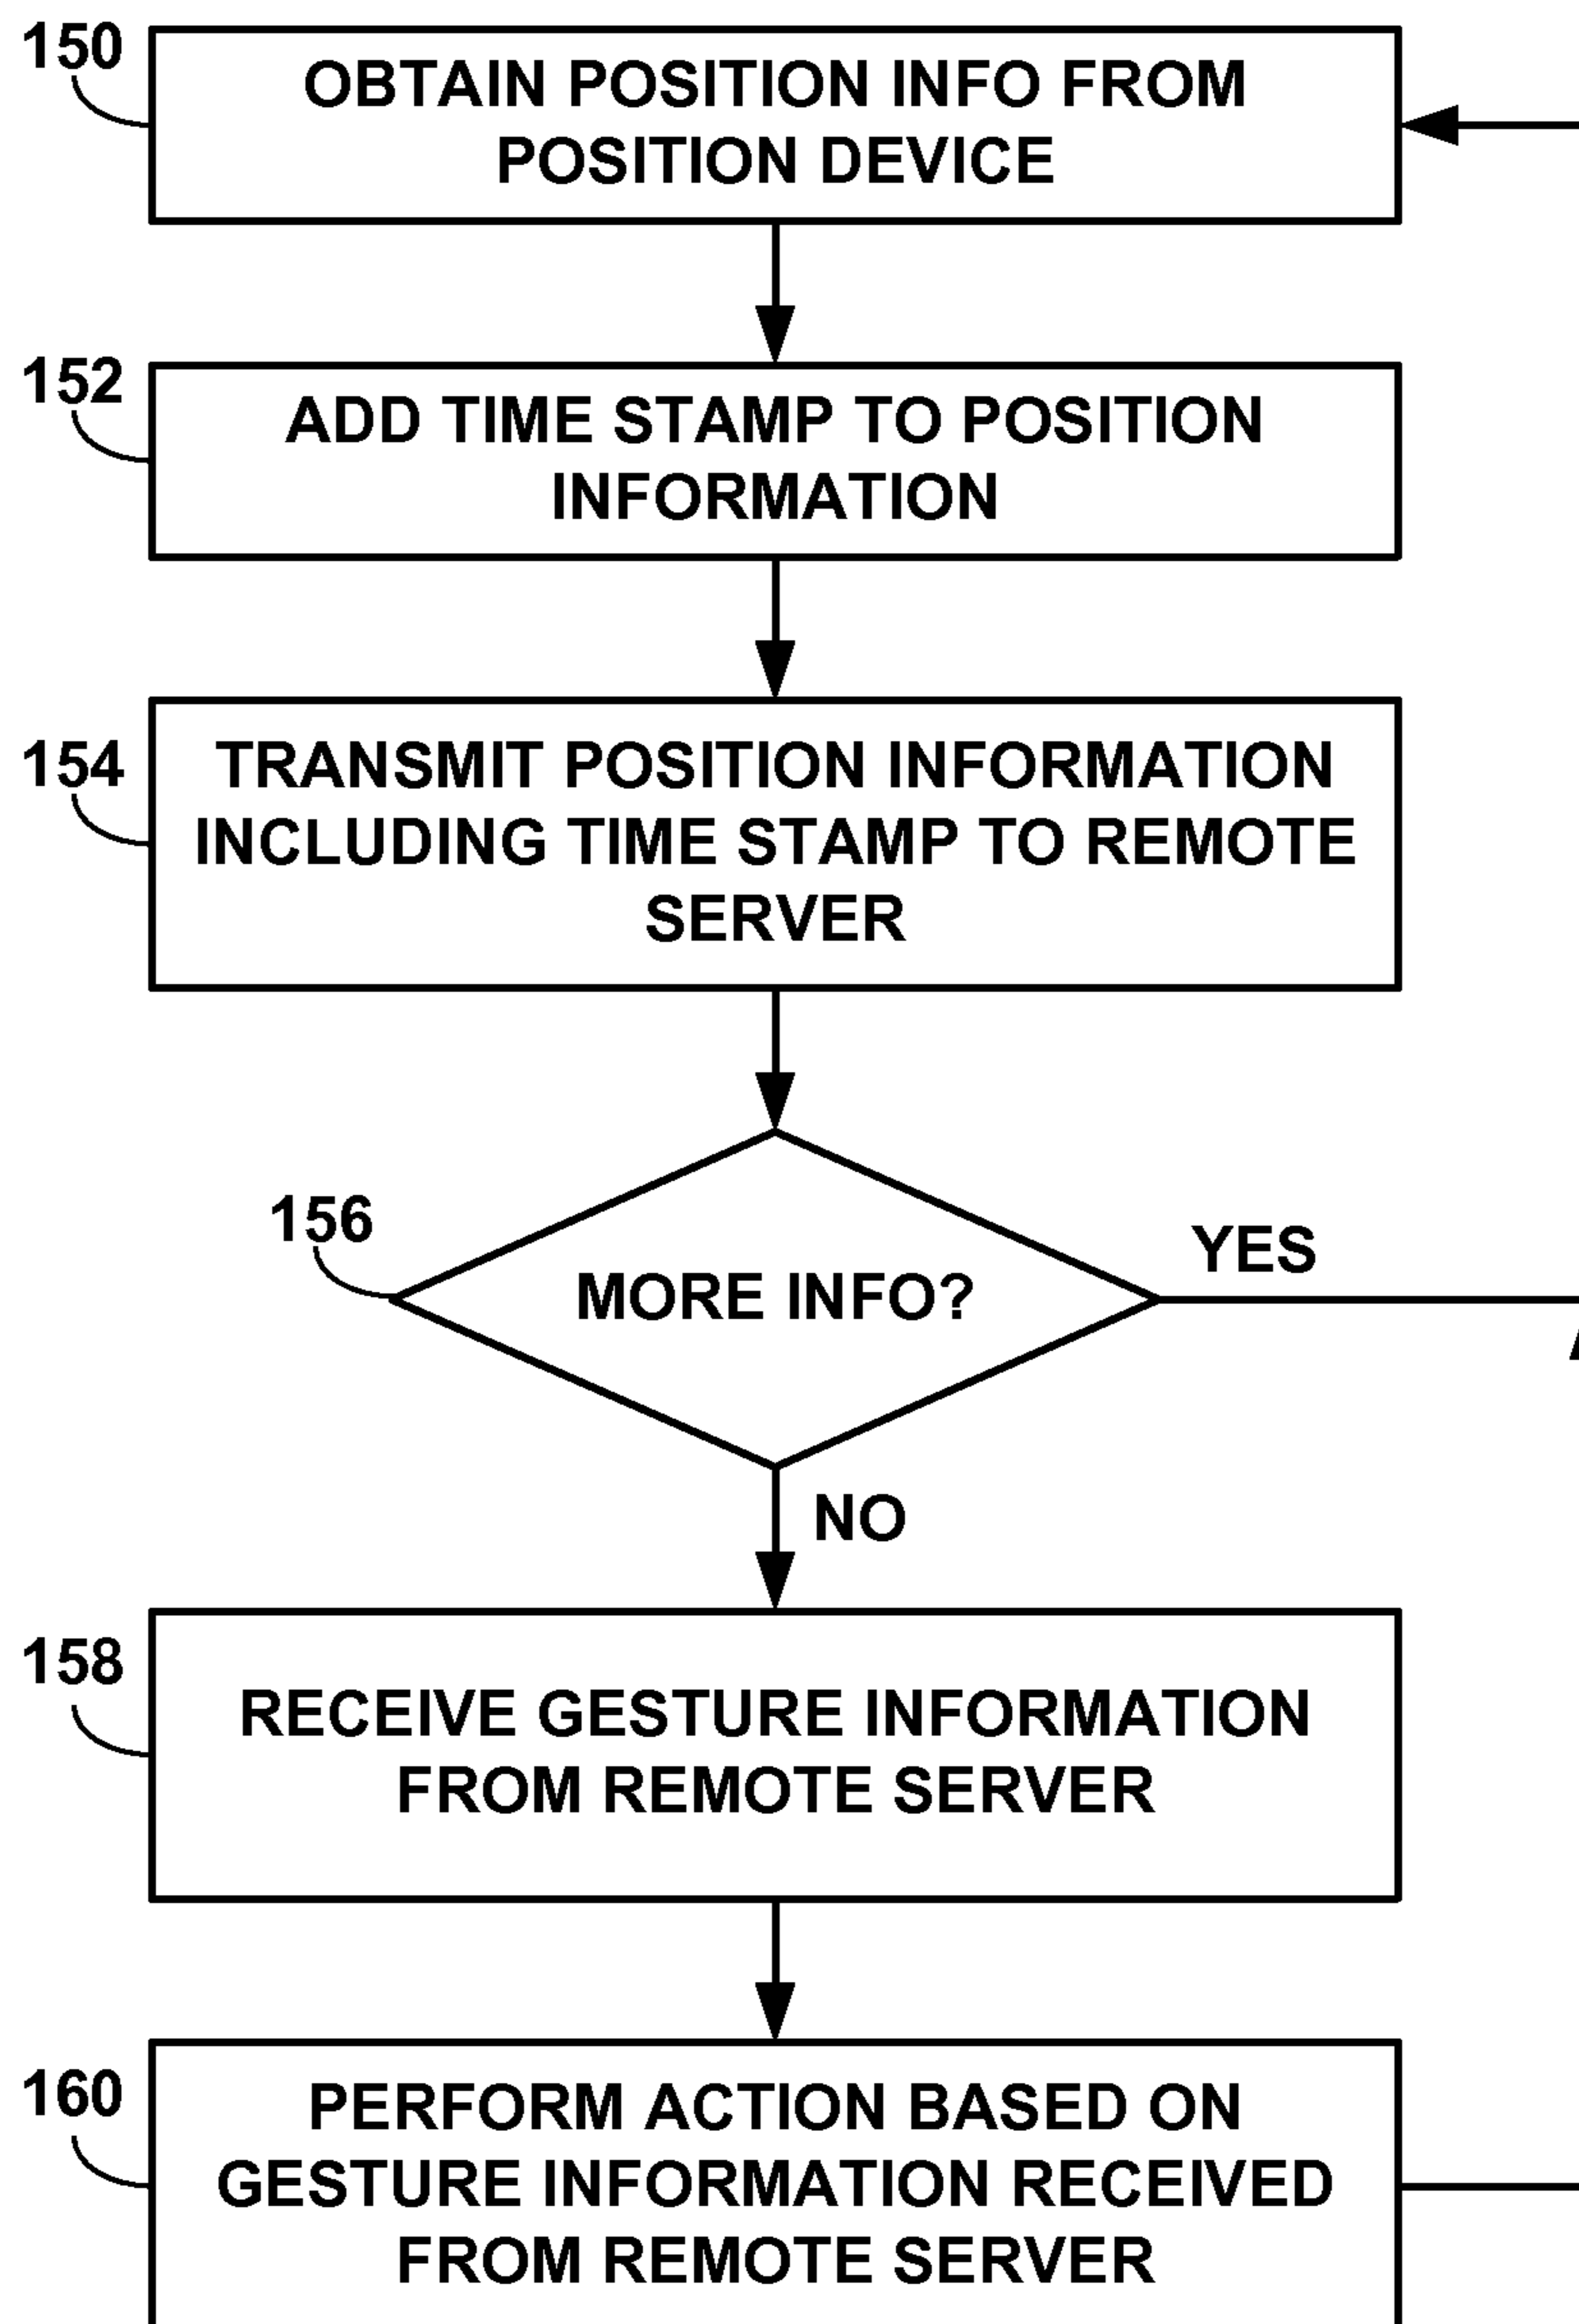 150
OBTAIN POSITION INFO FROM
POSITION DEVICE
152
ADD TIME STAMP TO POSITION
INFORMATION
154
TRANSMIT POSITION INFORMATION
INCLUDING TIME STAMP TO REMOTE
SERVER
156
MORE INFO?
YES
NO
158
RECEIVE GESTURE INFORMATION
FROM REMOTE SERVER
160
PERFORM ACTION BASED ON
GESTURE INFORMATION RECEIVED
FROM REMOTE SERVER